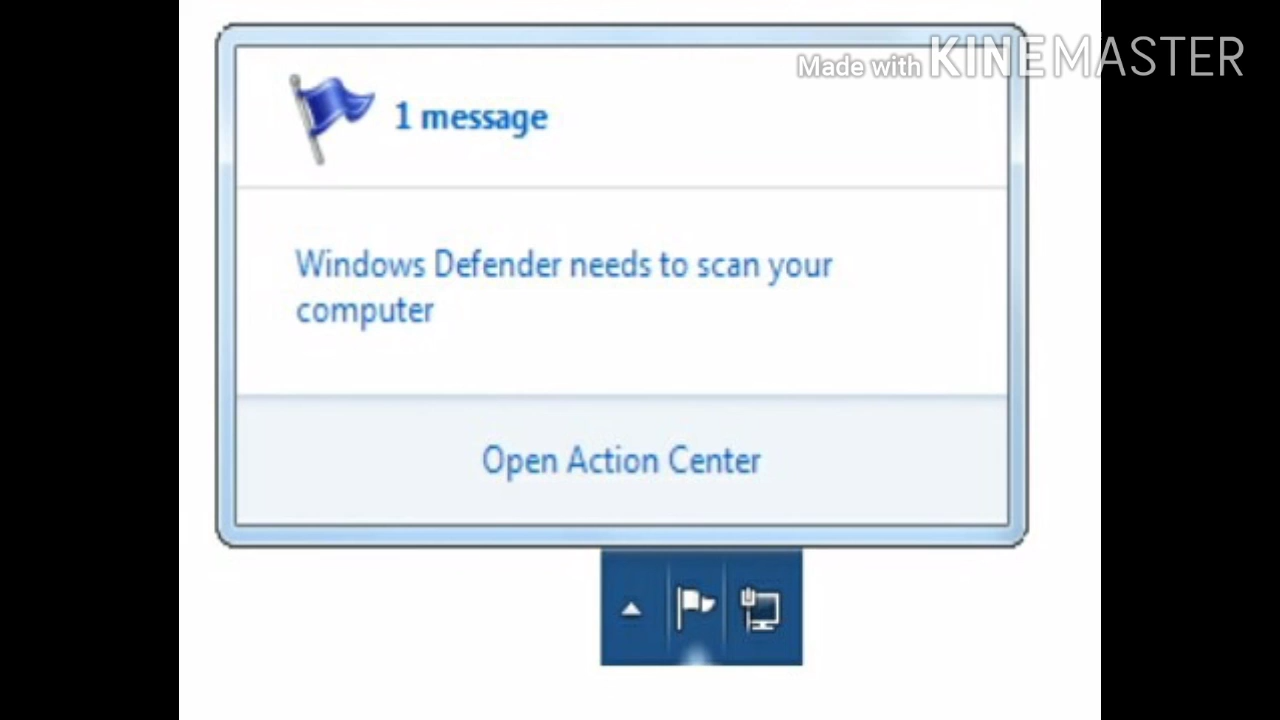 Made with KINEMASTER
1 message
Windows Defender needs to scan your
computer
Open Action Center